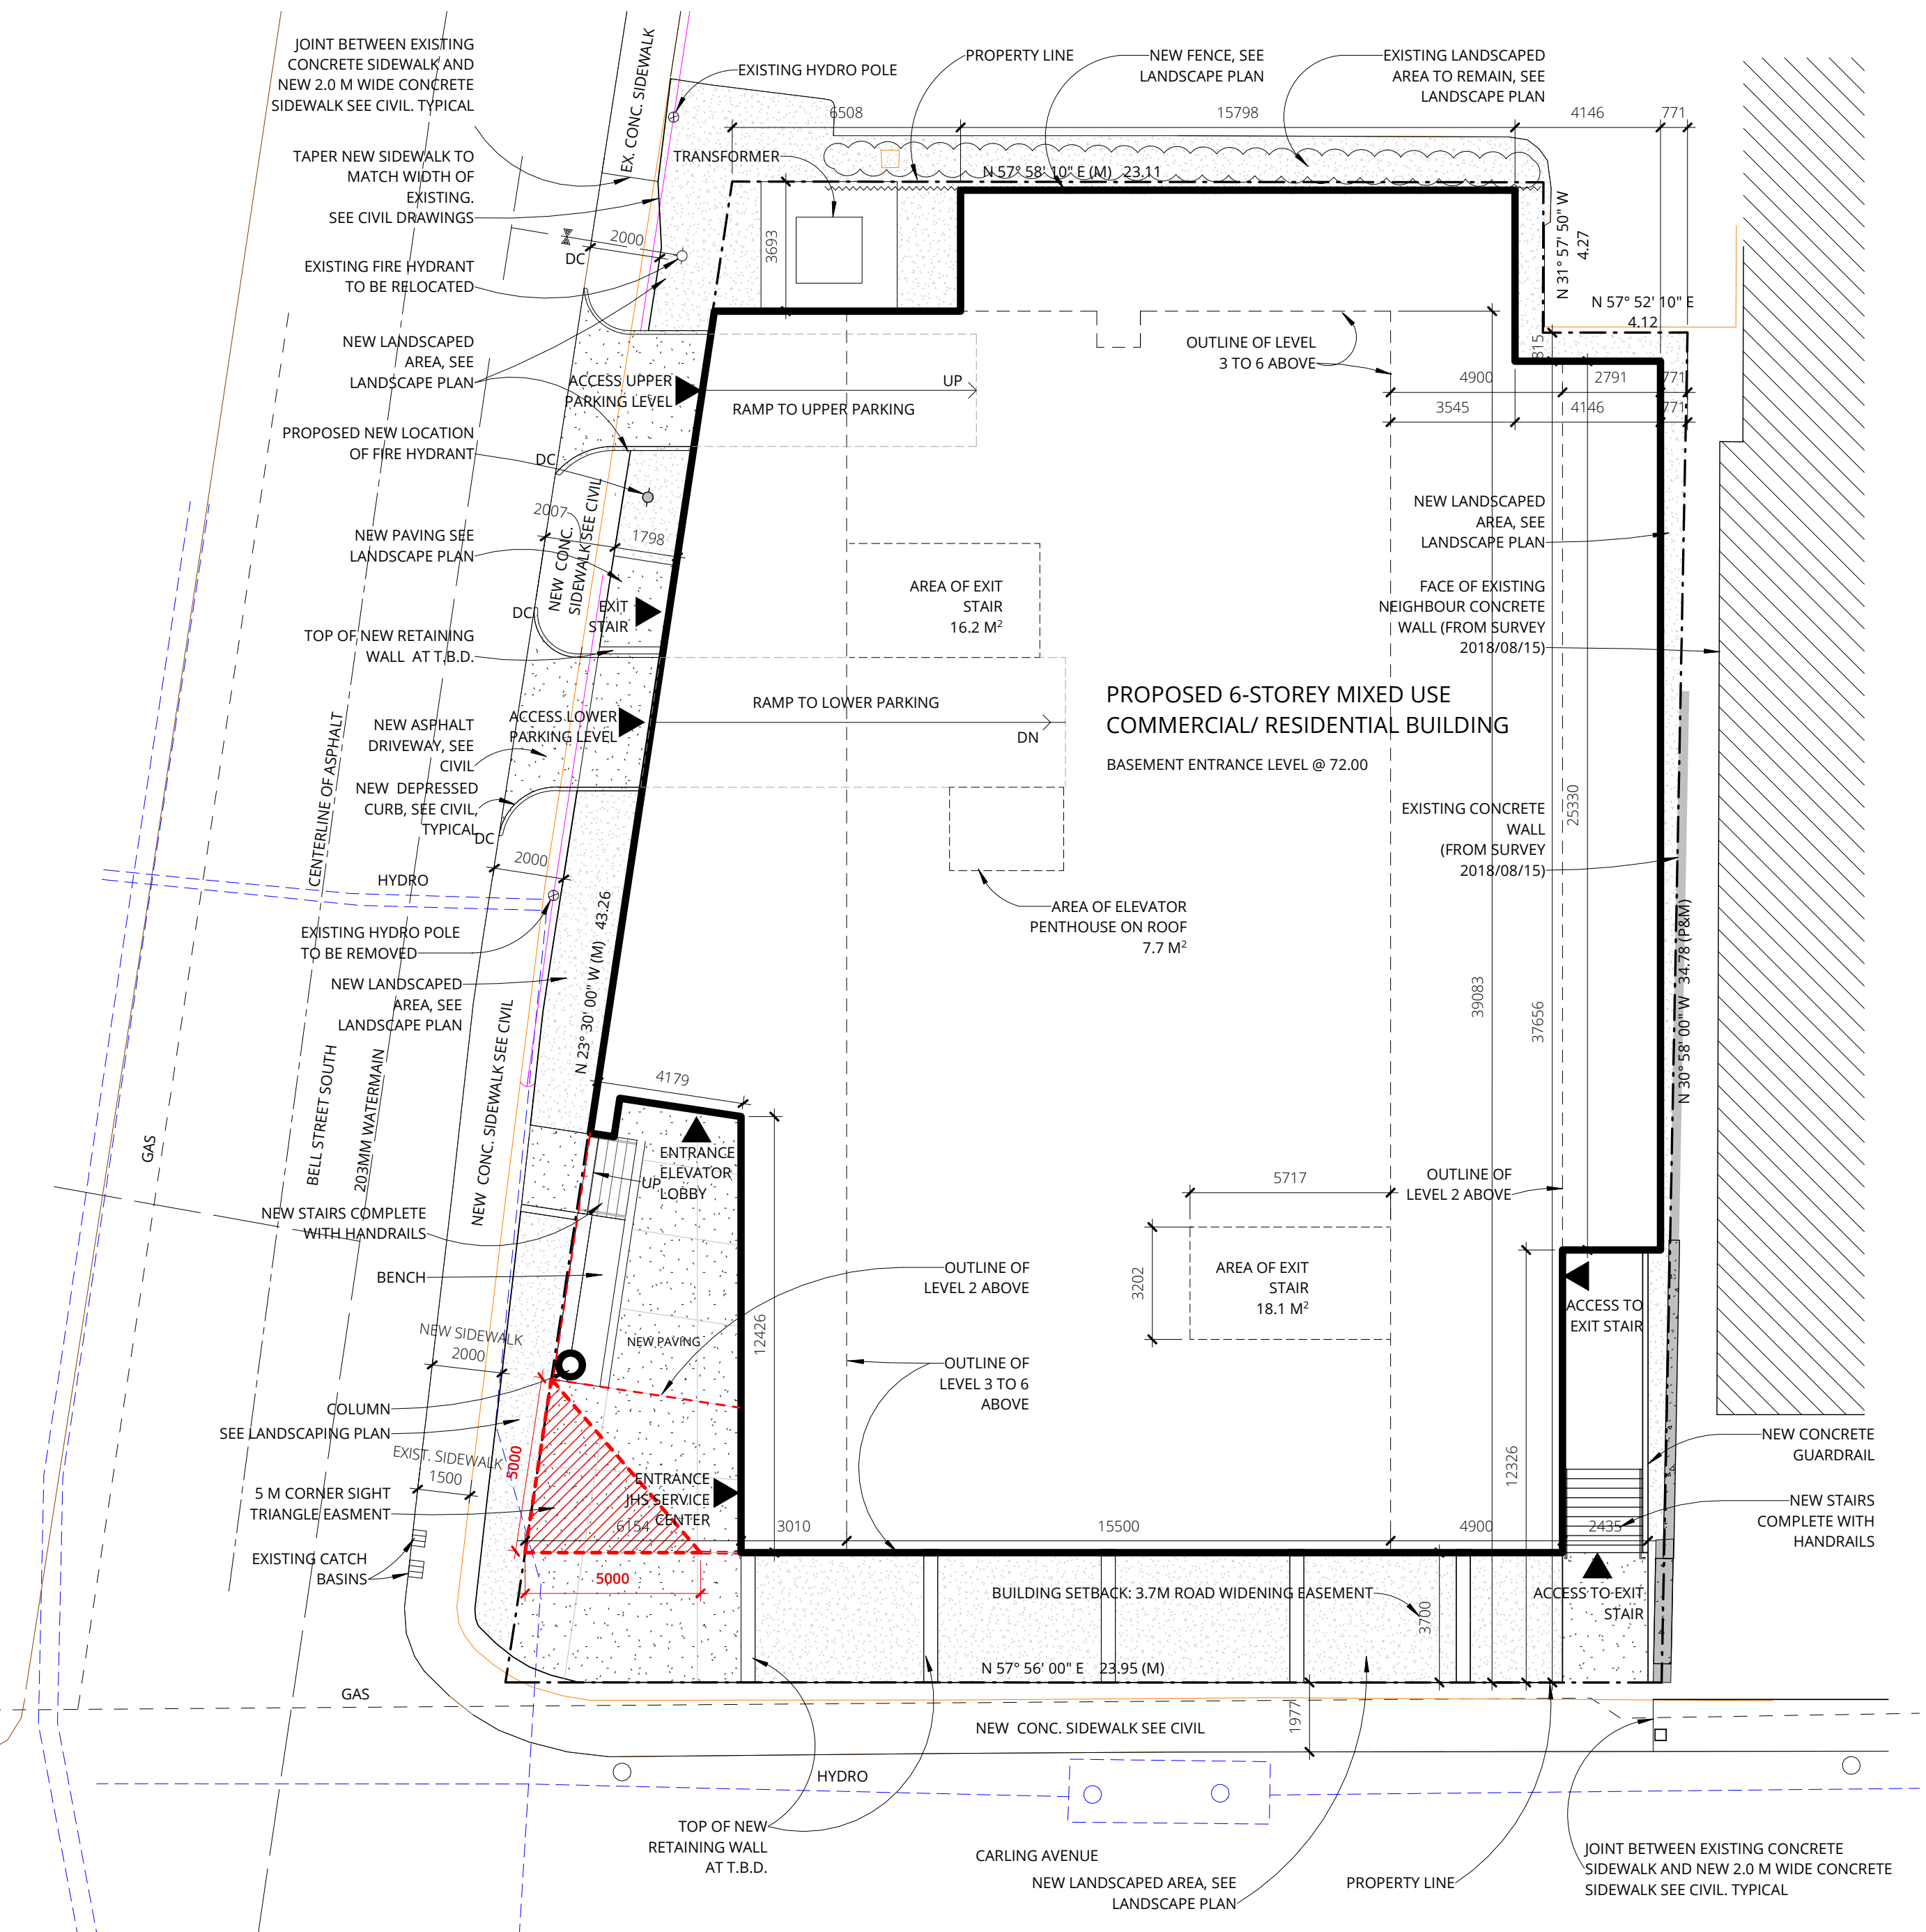 JOINT BETWEEN EXISTING
CONCRETE SIDEWALK AND
NEW 2.0 M WIDE CONCRETE
SIDEWALK SEE CIVIL. TYPICAL
EX. CONC. SIDEWALK
EXISTING HYDRO POLE
PROPERTY LINE
NEW FENCE, SEE
LANDSCAPE PLAN
EXISTING LANDSCAPED
AREA TO REMAIN, SEE
LANDSCAPE PLAN
6508
15798
4146
771
TAPER NEW SIDEWALK TO
MATCH WIDTH OF
EXISTING.
SEE CIVIL DRAWINGS
TRANSFORMER
N 57° 58' 10" E (M) 23.11
N 31° 57' 50" W
4.27
2000
DC
3693
EXISTING FIRE HYDRANT
TO BE RELOCATED
N 57° 52' 10" E
4.12
815
NEW LANDSCAPED
AREA, SEE
LANDSCAPE PLAN
ACCESS UPPER
PARKING LEVEL
UP
RAMP TO UPPER PARKING
OUTLINE OF LEVEL
3 TO 6 ABOVE
4900
2791
771
3545
4146
771
PROPOSED NEW LOCATION
OF FIRE HYDRANT
DC
2007
1798
NEW CONC.
SIDEWALK SEE CIVIL
NEW PAVING SEE
LANDSCAPE PLAN
NEW LANDSCAPED
AREA, SEE
LANDSCAPE PLAN
AREA OF EXIT
STAIR
16.2 M²
FACE OF EXISTING
NEIGHBOUR CONCRETE
WALL (FROM SURVEY
2018/08/15)
DC
EXIT
STAIR
TOP OF NEW RETAINING
WALL AT T.B.D.
RAMP TO LOWER PARKING
DN
PROPOSED 6-STOREY MIXED USE
COMMERCIAL/ RESIDENTIAL BUILDING
BASEMENT ENTRANCE LEVEL @ 72.00
CENTERLINE OF ASPHALT
NEW ASPHALT
DRIVEWAY, SEE
CIVIL
ACCESS LOWER
PARKING LEVEL
NEW DEPRESSED
CURB, SEE CIVIL,
TYPICAL
DC
2000
HYDRO
25330
EXISTING CONCRETE
WALL
(FROM SURVEY
2018/08/15)
AREA OF ELEVATOR
PENTHOUSE ON ROOF
7.7 M²
EXISTING HYDRO POLE
TO BE REMOVED
N 23° 30' 00" W (M) 43.26
NEW LANDSCAPED
AREA, SEE
LANDSCAPE PLAN
39083
37656
N 30° 58' 00" W 34.78 (P&M)
NEW CONC. SIDEWALK SEE CIVIL
BELL STREET SOUTH
203MM WATERMAIN
GAS
4179
ENTRANCE
ELEVATOR
LOBBY
UP
5717
OUTLINE OF
LEVEL 2 ABOVE
NEW STAIRS COMPLETE
WITH HANDRAILS
BENCH
OUTLINE OF
LEVEL 2 ABOVE
3202
AREA OF EXIT
STAIR
18.1 M²
ACCESS TO
EXIT STAIR
NEW SIDEWALK
2000
NEW PAVING
12426
OUTLINE OF
LEVEL 3 TO 6
ABOVE
COLUMN
SEE LANDSCAPING PLAN
EXIST. SIDEWALK
1500
5000
12326
NEW CONCRETE
GUARDRAIL
5 M CORNER SIGHT
TRIANGLE EASMENT
ENTRANCE
JHS SERVICE
CENTER
6154
3010
15500
4900
2435
NEW STAIRS
COMPLETE WITH
HANDRAILS
EXISTING CATCH
BASINS
5000
BUILDING SETBACK: 3.7M ROAD WIDENING EASEMENT
3700
ACCESS TO EXIT
STAIR
N 57° 56' 00" E 23.95 (M)
GAS
1977
NEW CONC. SIDEWALK SEE CIVIL
HYDRO
TOP OF NEW
RETAINING WALL
AT T.B.D.
CARLING AVENUE
NEW LANDSCAPED AREA, SEE
LANDSCAPE PLAN
PROPERTY LINE
JOINT BETWEEN EXISTING CONCRETE
SIDEWALK AND NEW 2.0 M WIDE CONCRETE
SIDEWALK SEE CIVIL. TYPICAL